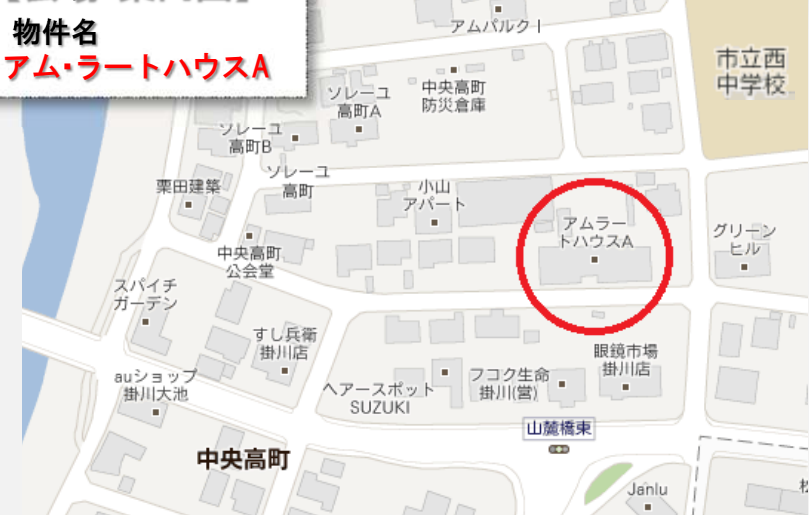 物件名
アム・ラートハウスA
アムパルクⅠ
市立西
中学校
ソレーユ
高町A
中央高町
防災倉庫
ソレーユ
高町B
ソレーユ
高町
栗田建築
小山
アパート
アムラー
トハウスA
グリーン
ヒル
中央高町
公会堂
スパイチ
ガーデン
すし兵衛
掛川店
眼鏡市場
掛川店
auショップ
掛川大池
ヘアースポット
SUZUKI
フコク生命
掛川(営)
山麓橋東
中央高町
Janlu